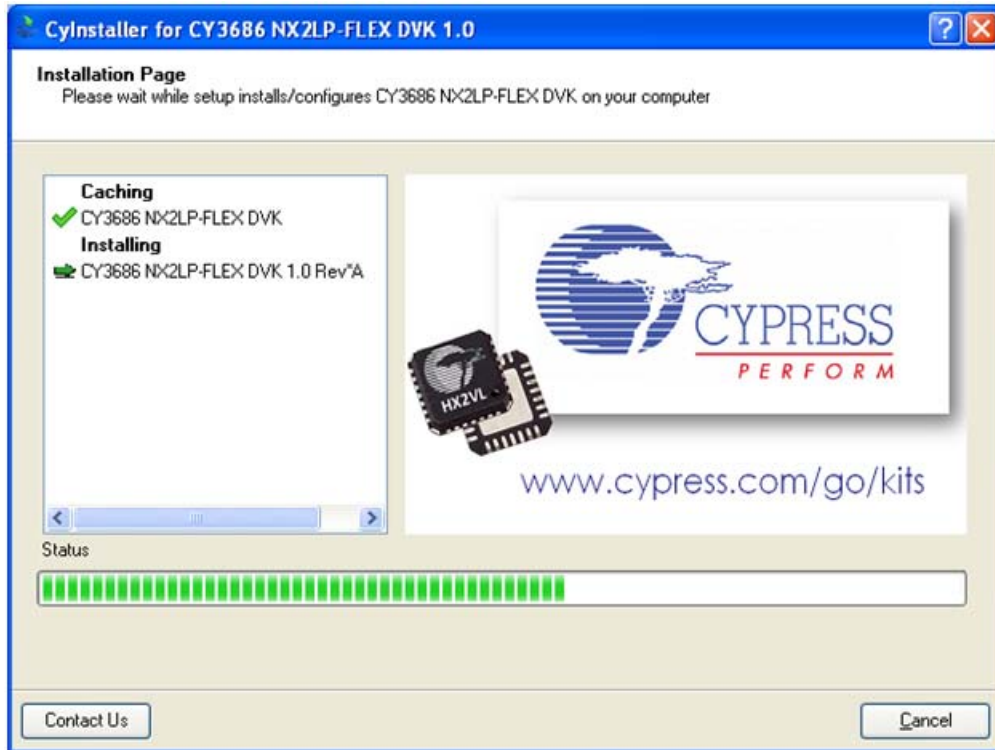 CyInstaller for CY3686 NX2LP-FLEX DVK 1.0
Installation Page
Please wait while setup installs/configures CY3686 NX2LP-FLEX DVK on your computer
Caching
CY3686 NX2LP-FLEX DVK
Installing
CY3686 NX2LP-FLEX DVK 1.0 Rev"A
CYPRESS
PERFORM
HX2VL
www.cypress.com/go/kits
Status
Contact Us
Cancel